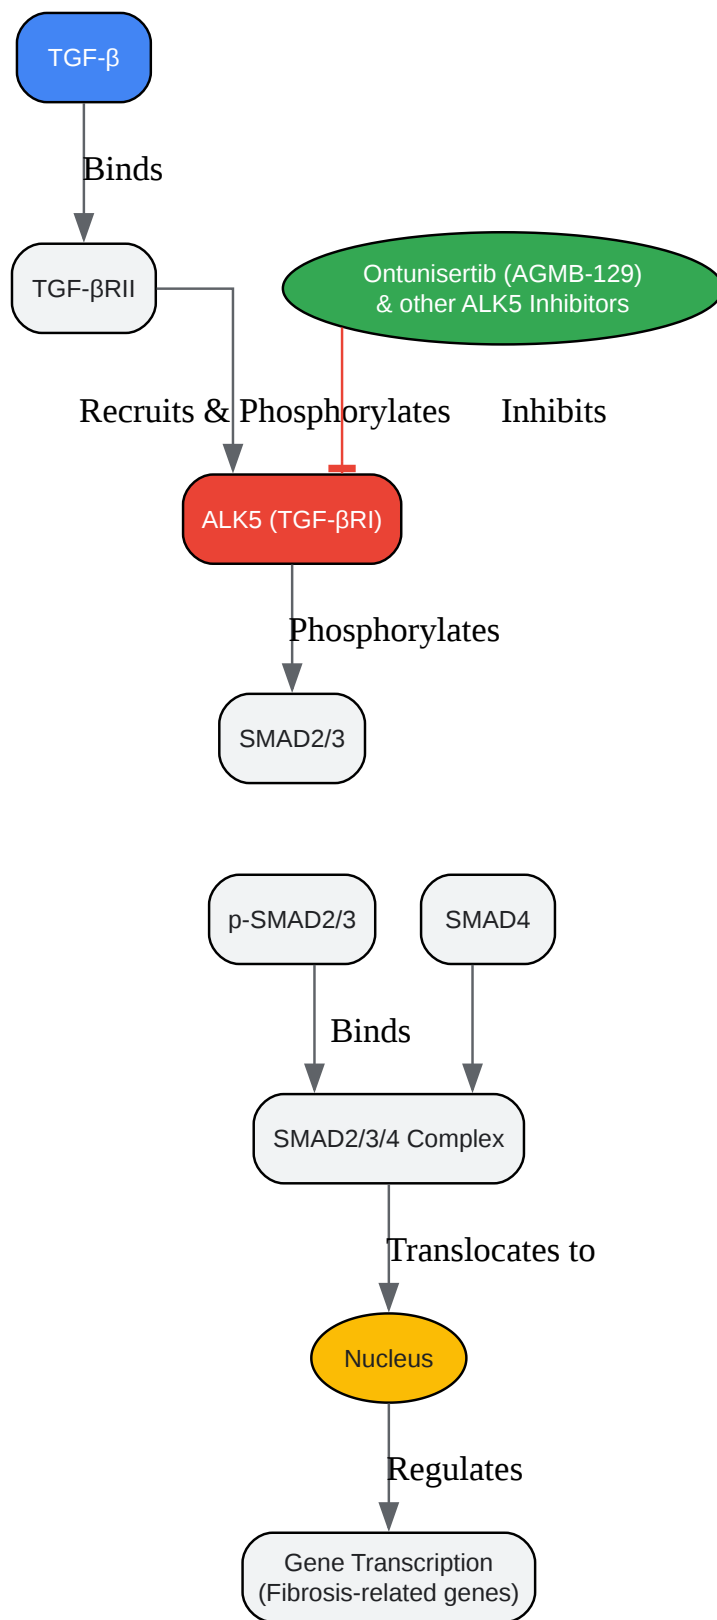 TGF-β
Binds
TGF-βRII
Ontunisertib (AGMB-129)
& other ALK5 Inhibitors
Recruits & Phosphorylates
Inhibits
ALK5 (TGF-βRI)
Phosphorylates
SMAD2/3
p-SMAD2/3
SMAD4
Binds
SMAD2/3/4 Complex
Translocates to
Nucleus
Regulates
Gene Transcription
(Fibrosis-related genes)